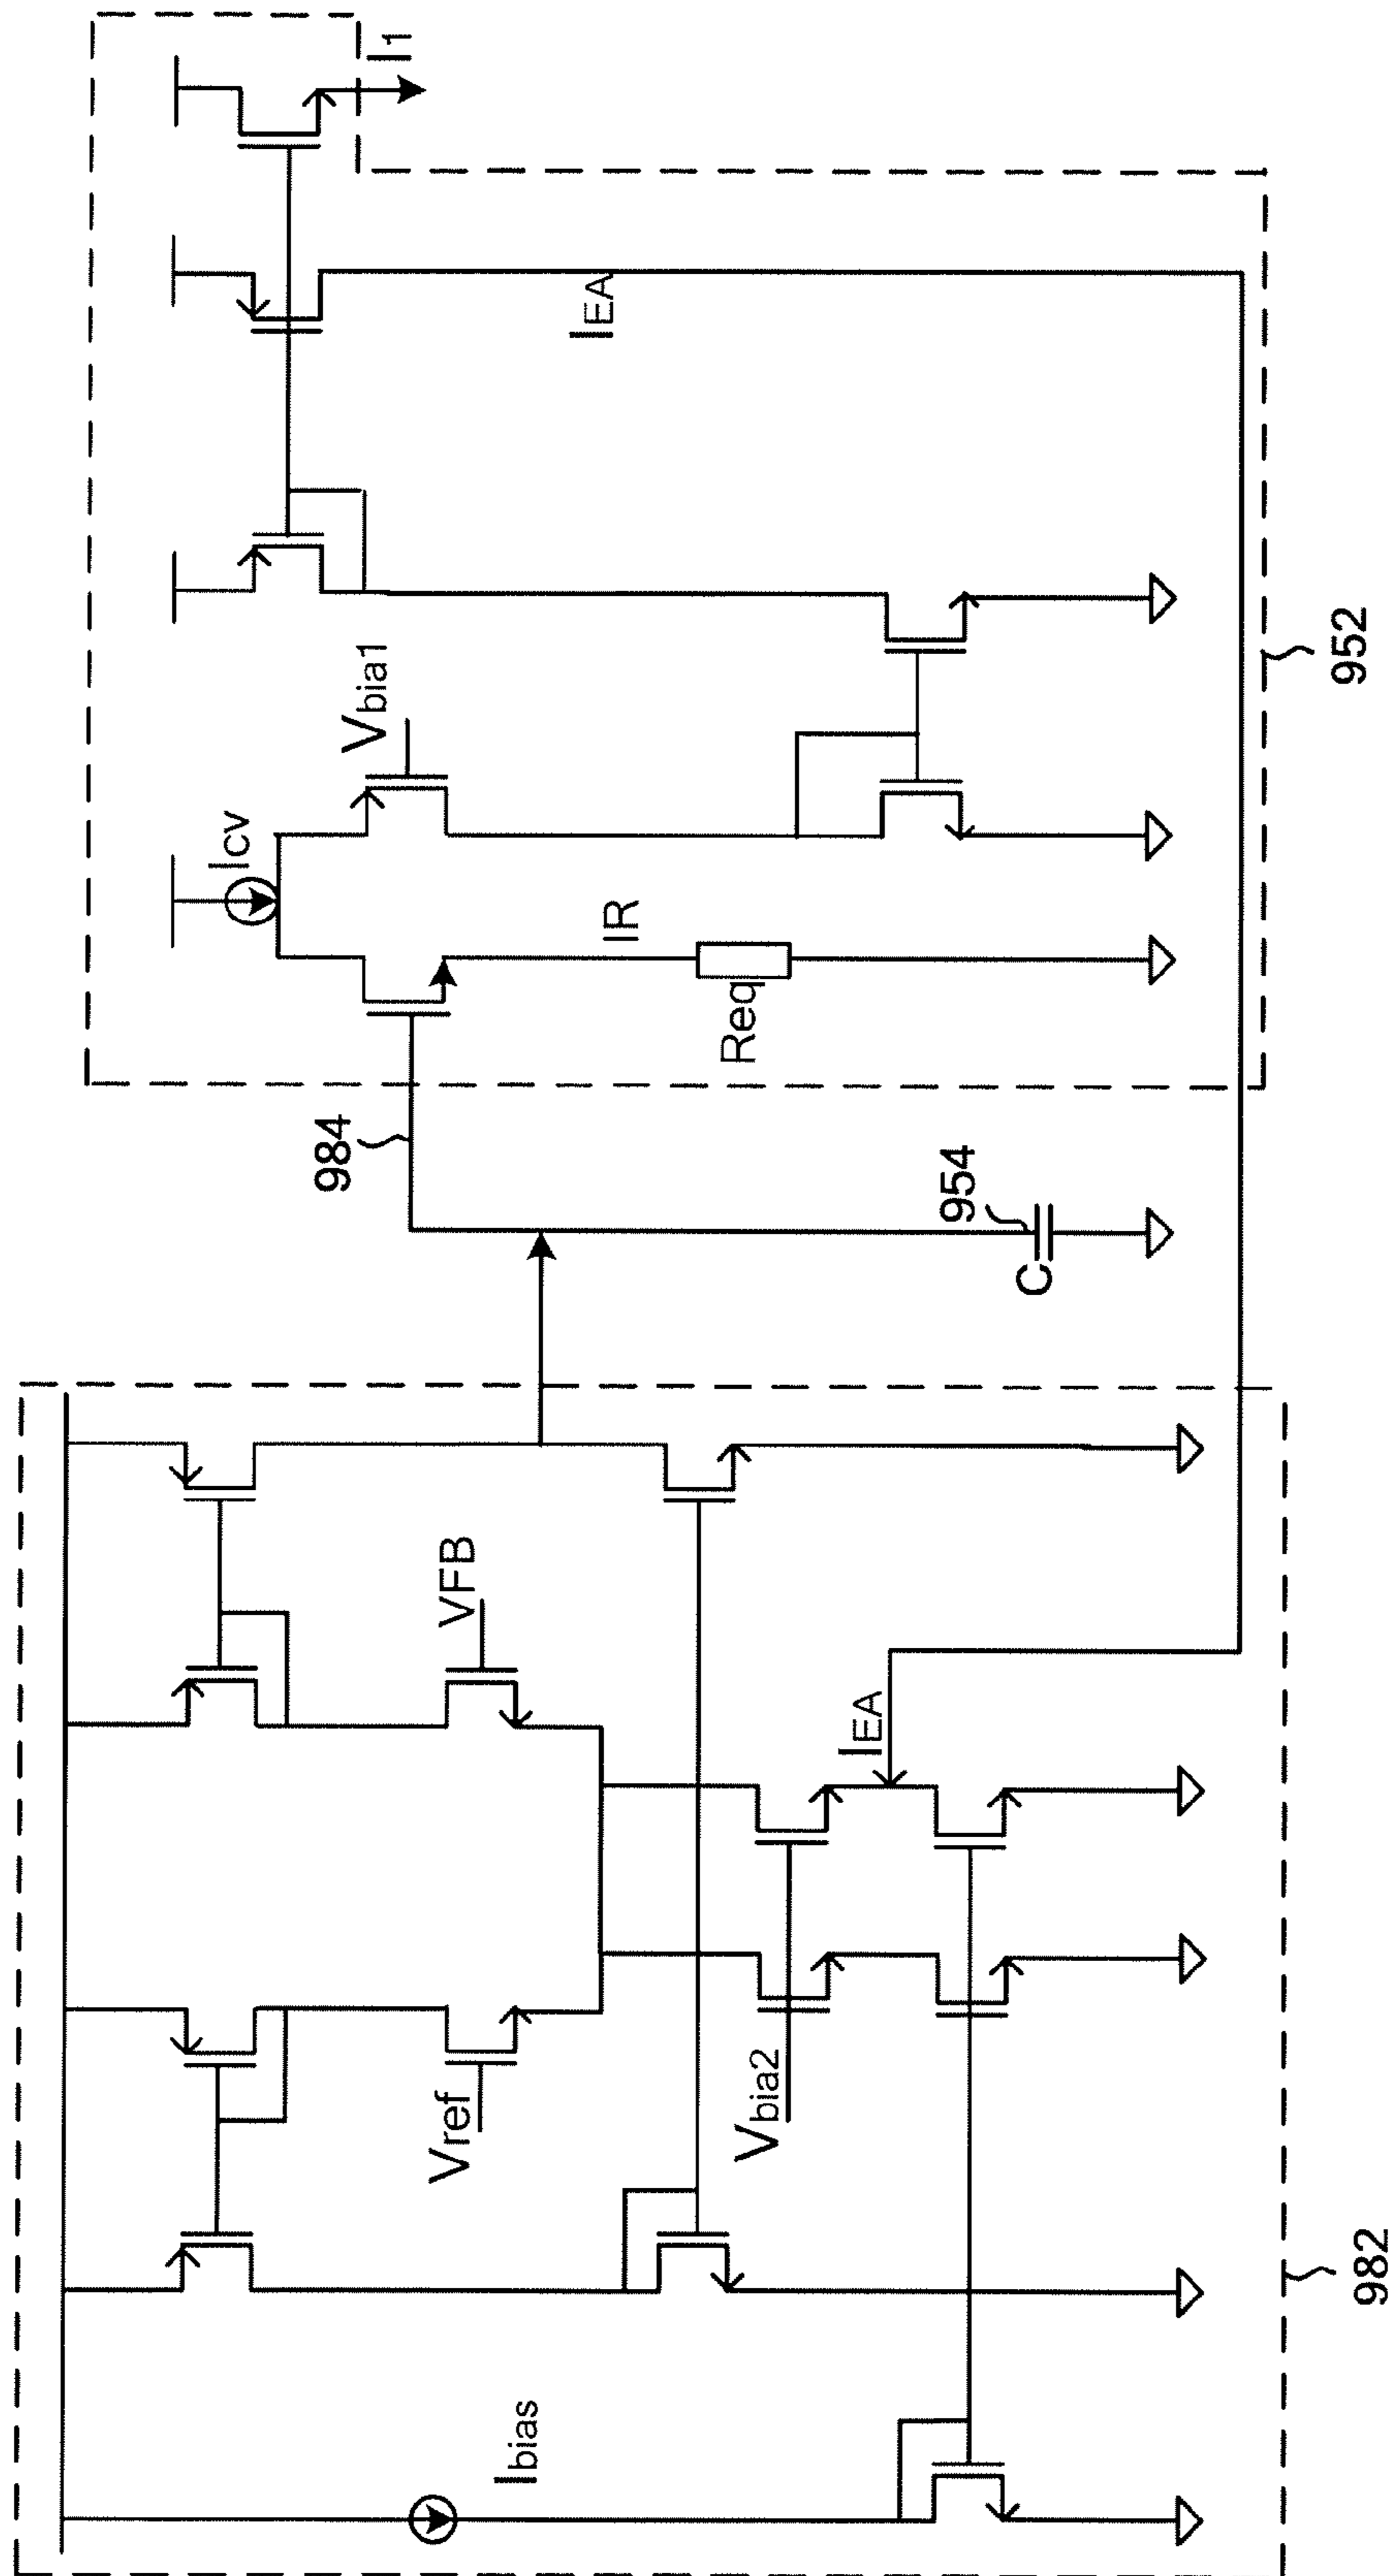 Ibias
Vref
VFB
Vbia2
IEA
982
984
954
C
Icv
Vbia1
IR
Req
IEA
I1
952